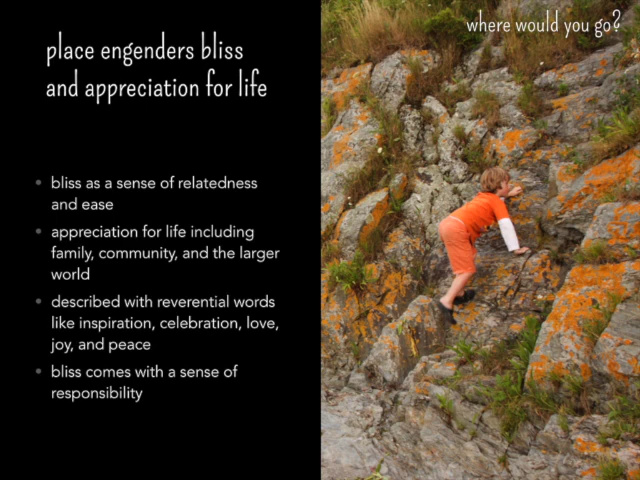 place engenders bliss
and appreciation for life
where would you go?
• bliss as a sense of relatedness
and ease
• appreciation for life including
family, community, and the larger
world
• described with reverential words
like inspiration, celebration, love,
joy, and peace
• bliss comes with a sense of
responsibility